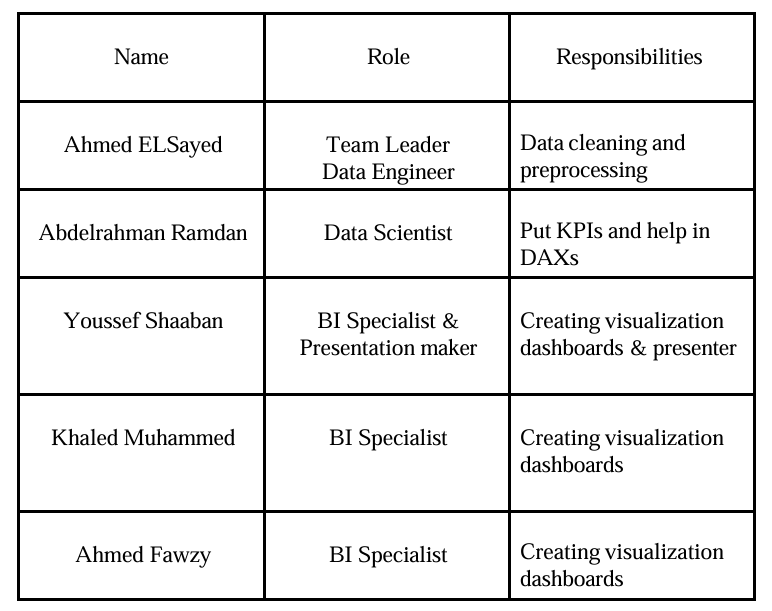 Name Role Responsibilities
Ahmed ELSayed Team Leader Data cleaning and
Data Engineer preprocessing
Abdelrahman Ramdan Data Scientist Put KPIs and help in
DAXs
Youssef Shaaban BI Specialist & Creating visualization
Presentation maker dashboards & presenter
Khaled Muhammed BI Specialist Creating visualization
dashboards
Ahmed Fawzy BI Specialist Creating visualization
dashboards